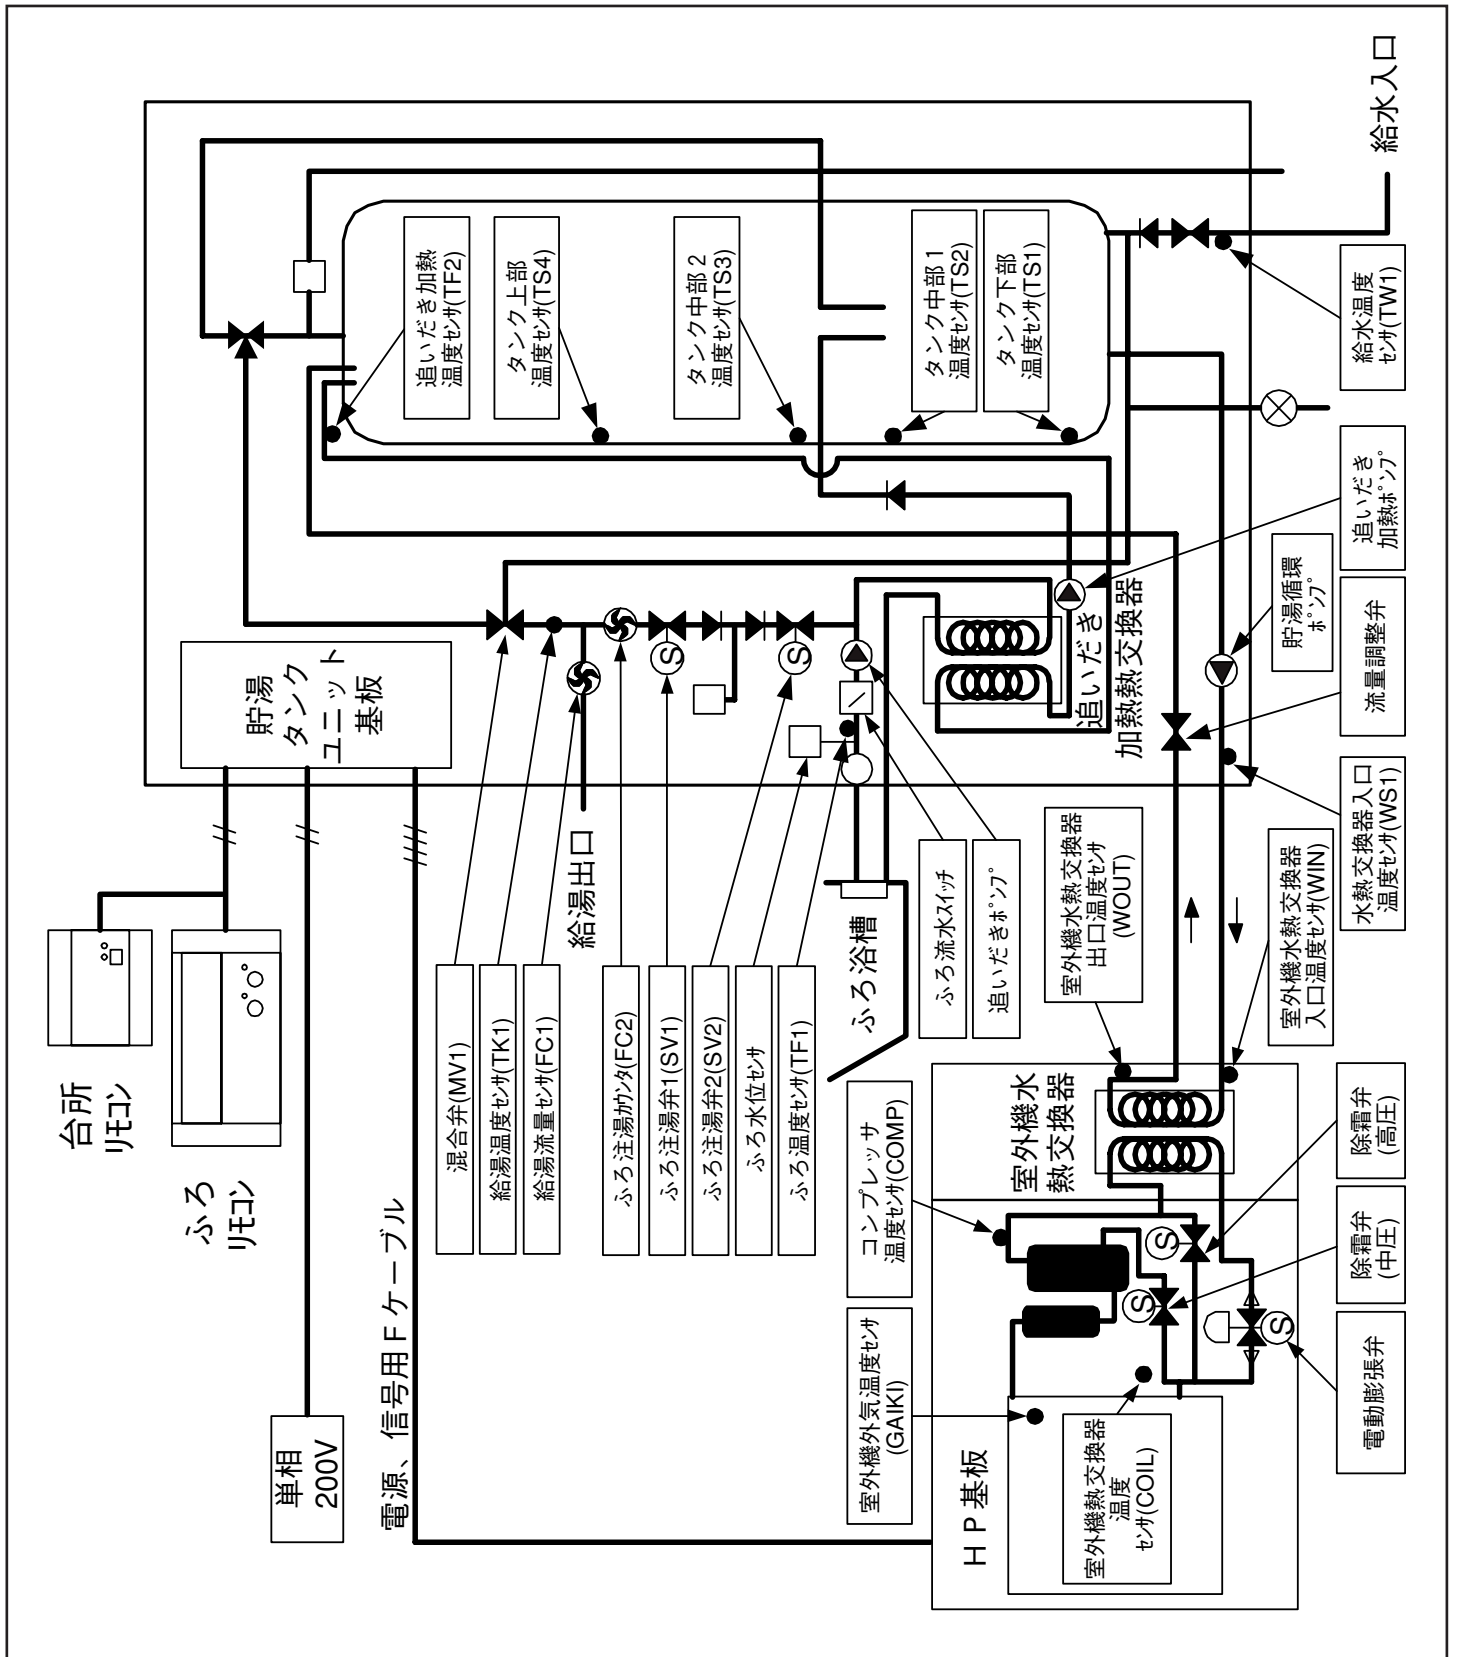 台所
ﾘﾓｺﾝ
ふろ
ﾘﾓｺﾝ
単相
200V
電源、信号用Fケーブル
貯湯
タンク
ユニット
基板
混合弁(MV1)
給湯温度ｾﾝｻ(TK1)
給湯流量ｾﾝｻ(FC1)
給湯出口
ふろ注湯ｶｳﾝﾀ(FC2)
ふろ注湯弁1(SV1)
ふろ注湯弁2(SV2)
ふろ水位ｾﾝｻ
ふろ温度ｾﾝｻ(TF1)
ふろ浴槽
ふろ流水ｽｲｯﾁ
追いだきﾎﾟﾝﾌﾟ
S
S
追いだき加熱
温度ｾﾝｻ(TF2)
タンク上部
温度ｾﾝｻ(TS4)
タンク中部2
温度ｾﾝｻ(TS3)
タンク中部1
温度ｾﾝｻ(TS2)
タンク下部
温度ｾﾝｻ(TS1)
給水入口
給水温度
ｾﾝｻ(TW1)
追いだき
加熱ﾎﾟﾝﾌﾟ
貯湯循環
ﾎﾟﾝﾌﾟ
流量調整弁
追いだき
加熱熱交換器
水熱交換器入口
温度ｾﾝｻ(WS1)
室外機水熱交換器
出口温度ｾﾝｻ
(WOUT)
室外機水熱交換器
入口温度ｾﾝｻ(WIN)
室外機水
熱交換器
コンプレッサ
温度ｾﾝｻ(COMP)
室外機外気温度ｾﾝｻ
(GAIKI)
HP基板
室外機熱交換器
温度
ｾﾝｻ(COIL)
S
S
S
除霜弁
(高圧)
除霜弁
(中圧)
電動膨張弁